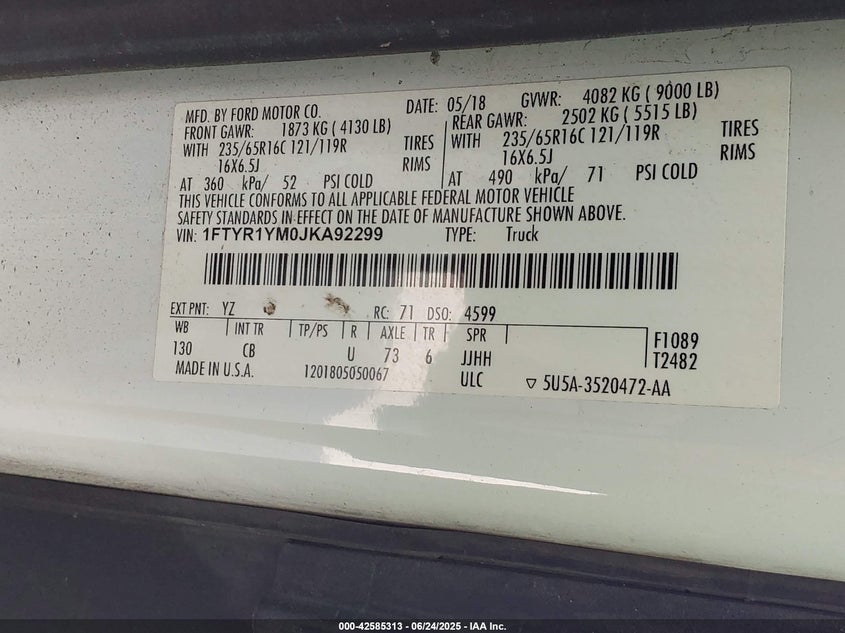 MFD. BY FORD MOTOR CO. DATE: 05/18 GVWR: 4082 KG ( 9000 LB)
FRONT GAWR: 1873 KG ( 4130 LB) REAR GAWR: 2502 KG ( 5515 LB)
WITH 235/65R16C 121/119R TIRES WITH 235/65R16C 121/119R TIRES
16X6.5J RIMS 16X6.5J RIMS
AT 360 kPa/ 52 PSI COLD AT 490 kPa/ 71 PSI COLD
THIS VEHICLE CONFORMS TO ALL APPLICABLE FEDERAL MOTOR VEHICLE
SAFETY STANDARDS IN EFFECT ON THE DATE OF MANUFACTURE SHOWN ABOVE.
VIN: 1FTYR1YM0JKA92299 TYPE: Truck
EXT PNT: YZ RC: 71 DSO: 4599
WB INT TR TP/PS R AXLE TR SPR F1089
130 CB U 73 6 JJHH T2482
MADE IN U.S.A. 1201805050067 ULC ▽ 5U5A-3520472-AA
000-42585313 - 06/24/2025 - IAA Inc.